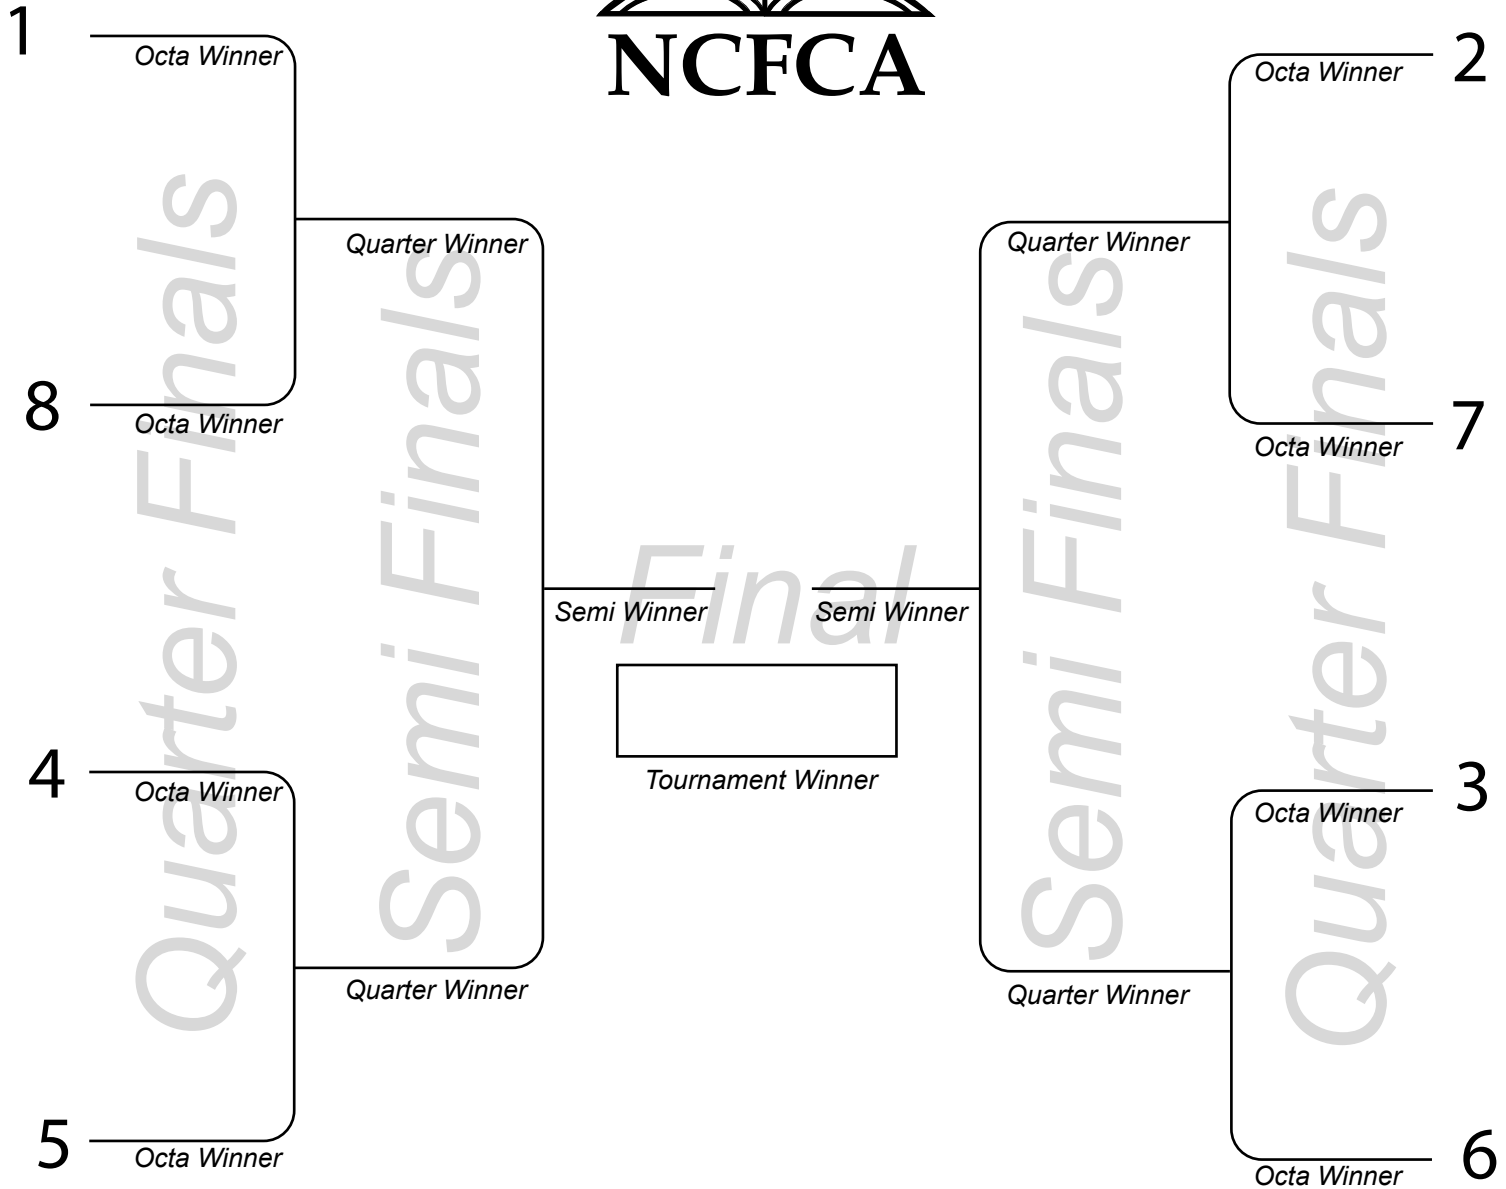 NCFCA
1
Octa Winner
8
Octa Winner
4
Octa Winner
5
Octa Winner
Quarter Finals
Quarter Winner
Quarter Winner
Semi Finals
Semi Winner
Final
Semi Winner
Tournament Winner
Semi Finals
Quarter Winner
Quarter Winner
Quarter Finals
2
Octa Winner
7
Octa Winner
3
Octa Winner
6
Octa Winner